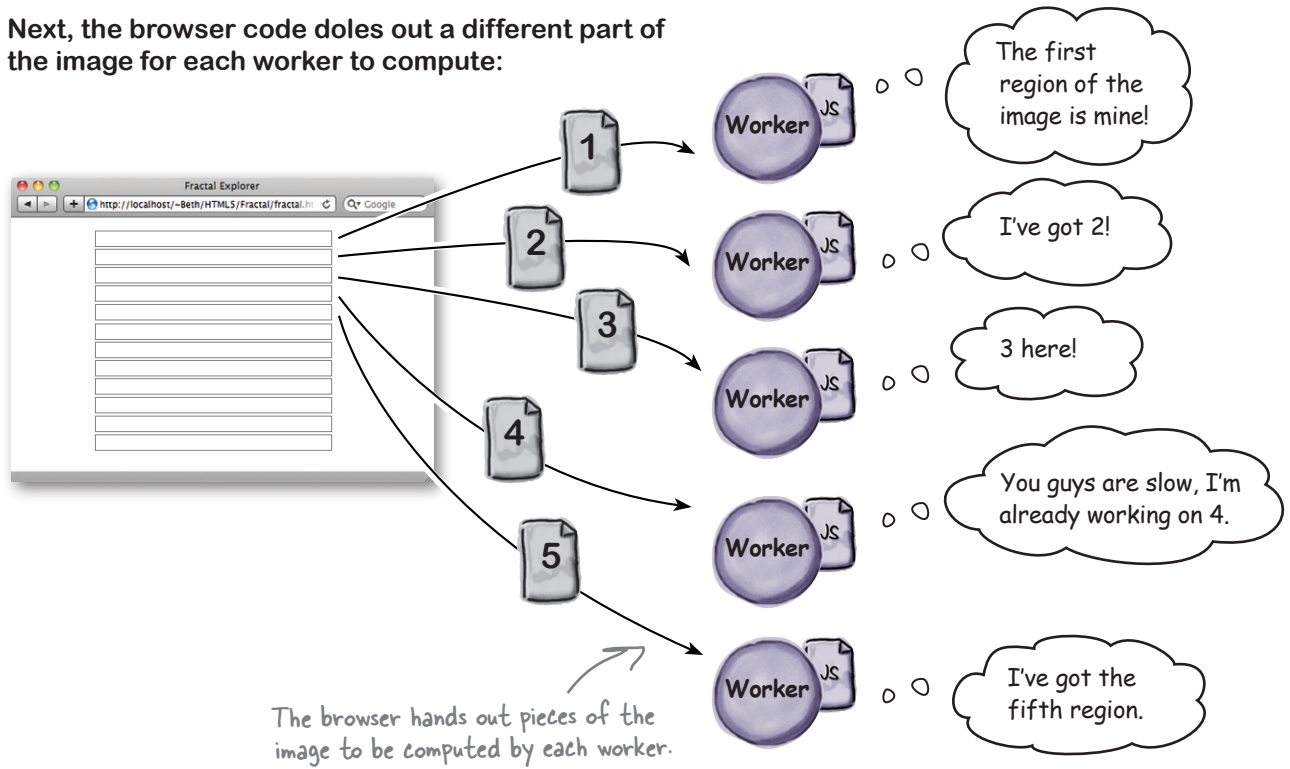 Next, the browser code doles out a different part of
the image for each worker to compute:
Fractal Explorer
http://localhost/~Beth/HTML5/Fractal/fractal.ht
Google
1
2
3
4
5
Worker
JS
The first
region of the
image is mine!
Worker
JS
I've got 2!
Worker
JS
3 here!
Worker
JS
You guys are slow, I'm
already working on 4.
Worker
JS
I've got the
fifth region.
The browser hands out pieces of the
image to be computed by each worker.